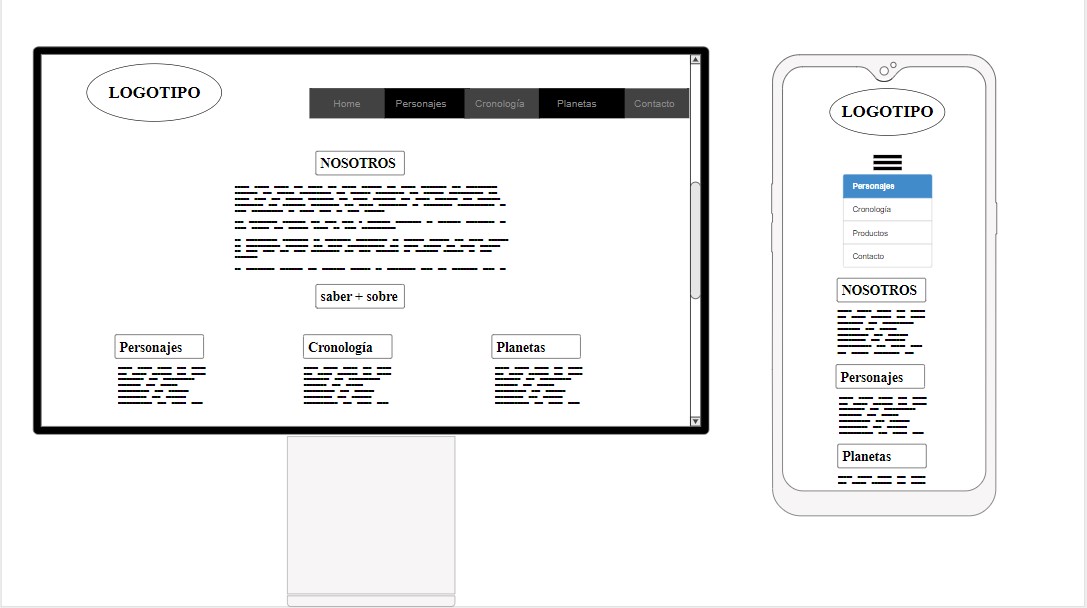 LOGOTIPO
Home Personajes Cronología Planetas Contacto
NOSOTROS
saber + sobre
Personajes Cronología Planetas
LOGOTIPO
Personajes
Cronología
Productos
Contacto
NOSOTROS
Personajes
Planetas